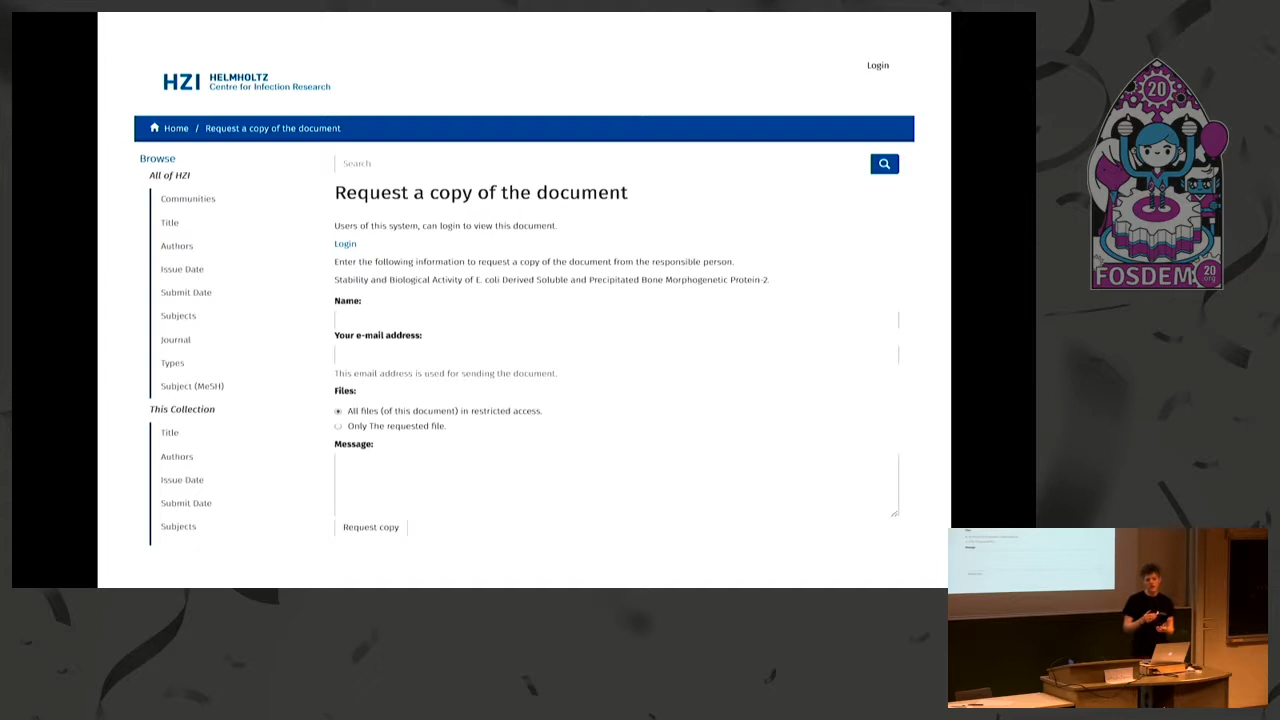 Login
HZI HELMHOLTZ
Centre for Infection Research
Home / Request a copy of the document
Browse
All of HZI
Communities
Title
Authors
Issue Date
Submit Date
Subjects
Journal
Types
Subject (MeSH)
This Collection
Title
Authors
Issue Date
Submit Date
Subjects
Search
Request a copy of the document
Users of this system, can login to view this document.
Login
Enter the following information to request a copy of the document from the responsible person.
Stability and Biological Activity of E. coli Derived Soluble and Precipitated Bone Morphogenetic Protein-2.
Name:
Your e-mail address:
This email address is used for sending the document.
Files:
All files (of this document) in restricted access.
Only The requested file.
Message:
Request copy
20
FOSDEM 20
.org